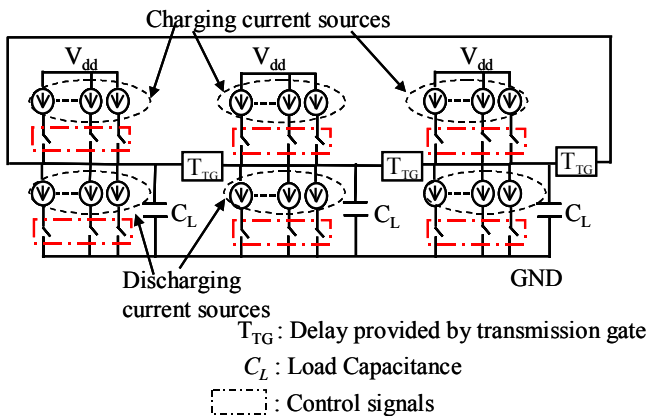 Charging current sources
Vdd Vdd Vdd
TTG TTG TTG
CL CL CL
Discharging
current sources
GND
TTG : Delay provided by transmission gate
CL : Load Capacitance
: Control signals